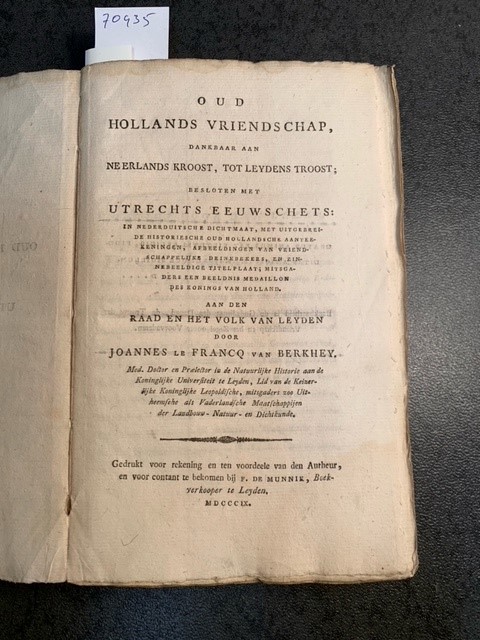 70935
OUD
HOLLANDS VRIENDSCHAP,
DANKBAAR AAN
NEERLANDS KROOST, TOT LEYDENS TROOST;
BESLOTEN MET
UTRECHTS EEUWSCHETS:
IN NEDERDUITSCHE DICHTMAAT, MET UITGEBREI-
DE HISTORIESCHE OUD HOLLANDSCHE AANTEE-
KENINGEN, AFBEELDINGEN VAN VRIEND-
SCHAPPELIJKE DRINKBEKERS, EN ZIN-
NEBEELDIGE TITELPLAAT; MITSGA-
DERS EEN BEELDNIS MEDAILLON
DES KONINGS VAN HOLLAND.
AAN DEN
RAAD EN HET VOLK VAN LEYDEN
DOOR
JOANNES LE FRANCQ VAN BERKHEY.
Med. Doctor en Prælector in de Natuurlijke Historie aan de
Koninglijke Universiteit te Leyden, Lid van de Keizer-
lijke Koninglijke Leopoldische, mitsgaders zoo Uit-
heemsche als Vaderlandsche Maatschappijen
der Landbouw- Natuur- en Dichtkunde.
Gedrukt voor rekening en ten voordeele van den Autheur,
en voor contant te bekomen bij F. DE MUNNIK, Boek-
verkooper te Leyden.
MDCCCIX.